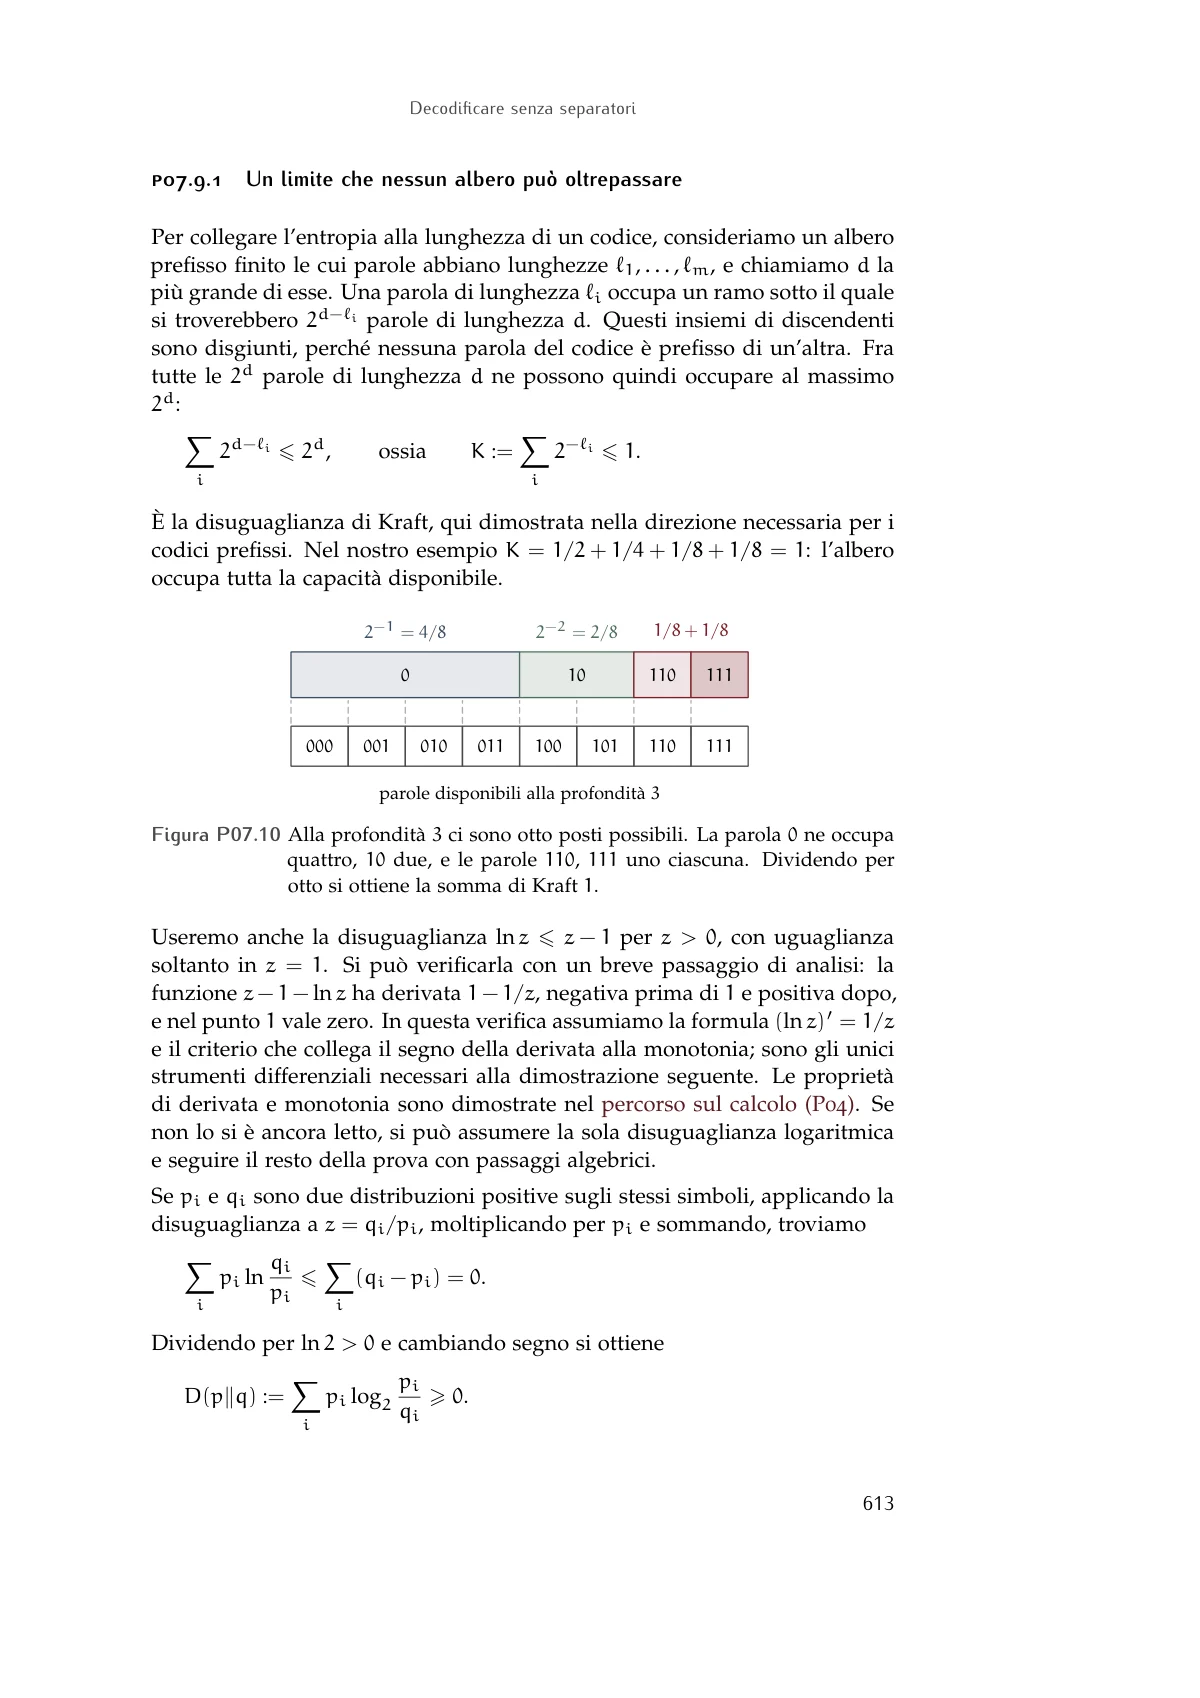 Decodificare senza separatori
P07.9.1 Un limite che nessun albero può oltrepassare
Per collegare l'entropia alla lunghezza di un codice, consideriamo un albero
prefisso finito le cui parole abbiano lunghezze ℓ₁, . . . , ℓₘ, e chiamiamo d la
più grande di esse. Una parola di lunghezza ℓᵢ occupa un ramo sotto il quale
si troverebbero 2^{d−ℓᵢ} parole di lunghezza d. Questi insiemi di discendenti
sono disgiunti, perché nessuna parola del codice è prefisso di un'altra. Fra
tutte le 2^d parole di lunghezza d ne possono quindi occupare al massimo
2^d:
∑ᵢ 2^{d−ℓᵢ} ⩽ 2^d, ossia K := ∑ᵢ 2^{−ℓᵢ} ⩽ 1.
È la disuguaglianza di Kraft, qui dimostrata nella direzione necessaria per i
codici prefissi. Nel nostro esempio K = 1/2 + 1/4 + 1/8 + 1/8 = 1: l'albero
occupa tutta la capacità disponibile.
2^{−1} = 4/8 2^{−2} = 2/8 1/8 + 1/8
0 10 110 111
000 001 010 011 100 101 110 111
parole disponibili alla profondità 3
Figura P07.10 Alla profondità 3 ci sono otto posti possibili. La parola 0 ne occupa
quattro, 10 due, e le parole 110, 111 uno ciascuna. Dividendo per
otto si ottiene la somma di Kraft 1.
Useremo anche la disuguaglianza ln z ⩽ z − 1 per z > 0, con uguaglianza
soltanto in z = 1. Si può verificarla con un breve passaggio di analisi: la
funzione z − 1 − ln z ha derivata 1 − 1/z, negativa prima di 1 e positiva dopo,
e nel punto 1 vale zero. In questa verifica assumiamo la formula (ln z)′ = 1/z
e il criterio che collega il segno della derivata alla monotonia; sono gli unici
strumenti differenziali necessari alla dimostrazione seguente. Le proprietà
di derivata e monotonia sono dimostrate nel percorso sul calcolo (P04). Se
non lo si è ancora letto, si può assumere la sola disuguaglianza logaritmica
e seguire il resto della prova con passaggi algebrici.
Se pᵢ e qᵢ sono due distribuzioni positive sugli stessi simboli, applicando la
disuguaglianza a z = qᵢ/pᵢ, moltiplicando per pᵢ e sommando, troviamo
∑ᵢ pᵢ ln qᵢ/pᵢ ⩽ ∑ᵢ (qᵢ − pᵢ) = 0.
Dividendo per ln 2 > 0 e cambiando segno si ottiene
D(p‖q) := ∑ᵢ pᵢ log₂ pᵢ/qᵢ ⩾ 0.
613